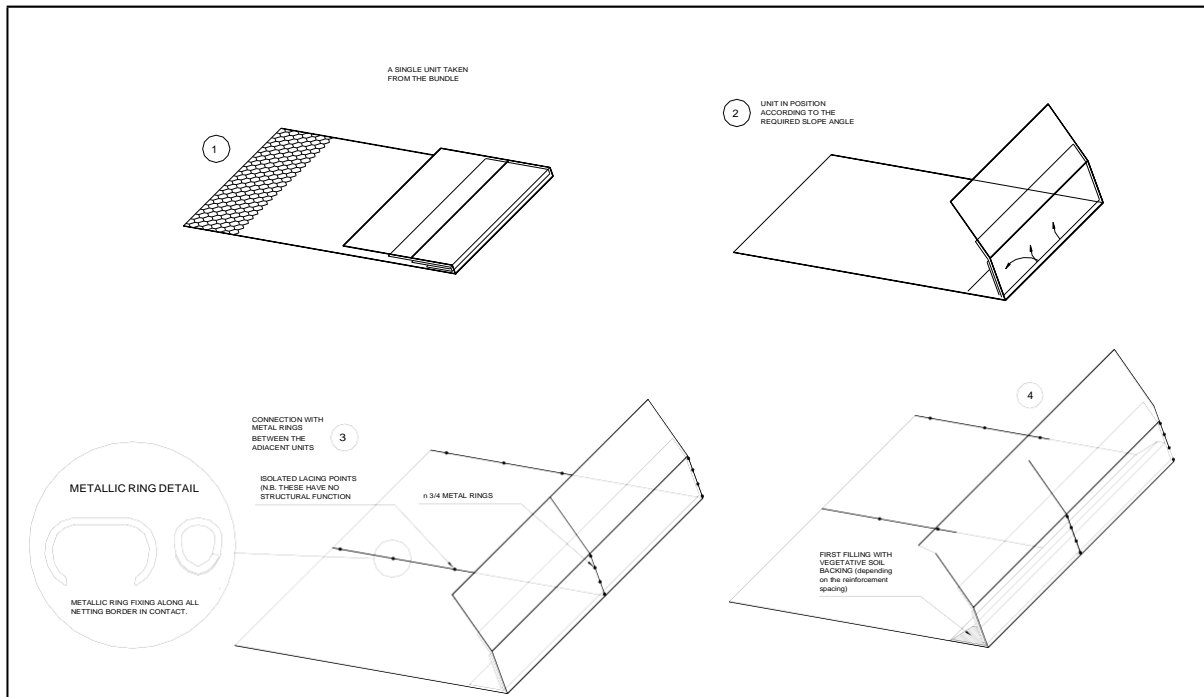 A SINGLE UNIT TAKEN
FROM THE BUNDLE
1
2
UNIT IN POSITION
ACCORDING TO THE
REQUIRED SLOPE ANGLE
CONNECTION WITH
METAL RINGS
BETWEEN THE
ADIACENT UNITS
3
ISOLATED LACING POINTS
(N.B. THESE HAVE NO
STRUCTURAL FUNCTION
n 3/4 METAL RINGS
METALLIC RING DETAIL
METALLIC RING FIXING ALONG ALL
NETTING BORDER IN CONTACT.
4
FIRST FILLING WITH
VEGETATIVE SOIL
BACKING (depending
on the reinforcement
spacing)